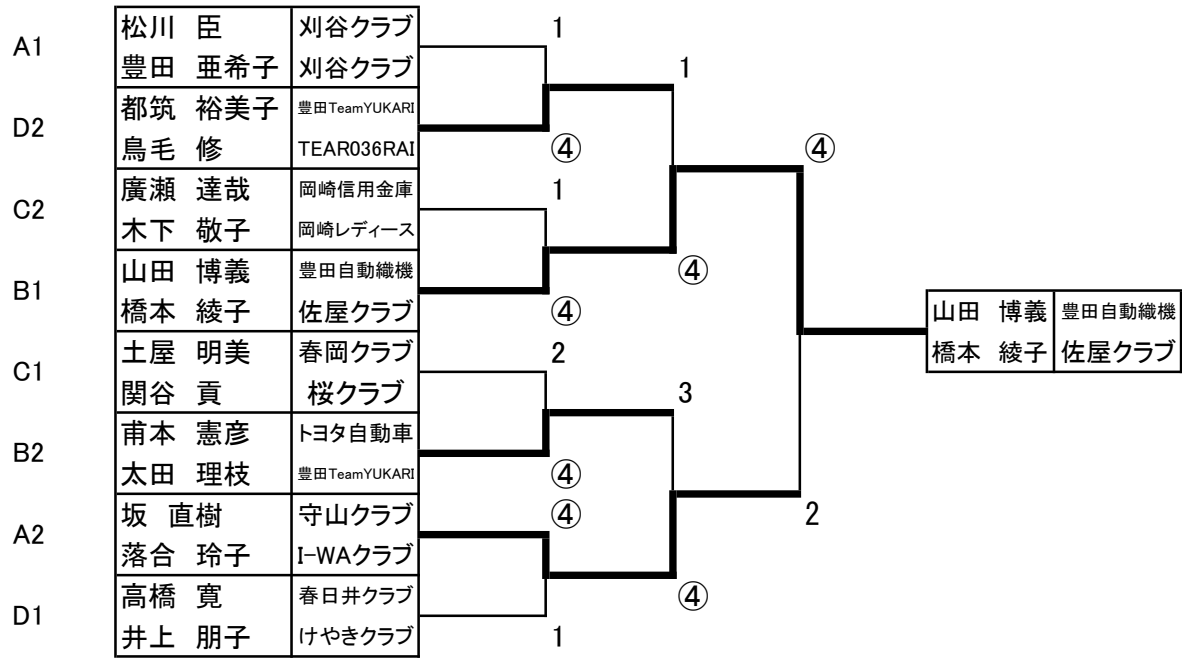 A1
松川 臣 刈谷クラブ
豊田 亜希子 刈谷クラブ
D2
都筑 裕美子 豊田TeamYUKARI
鳥毛 修 TEAR036RAI
C2
廣瀬 達哉 岡崎信用金庫
木下 敬子 岡崎レディース
B1
山田 博義 豊田自動織機
橋本 綾子 佐屋クラブ
C1
土屋 明美 春岡クラブ
関谷 貢 桜クラブ
B2
甫本 憲彦 トヨタ自動車
太田 理枝 豊田TeamYUKARI
A2
坂 直樹 守山クラブ
落合 玲子 I-WAクラブ
D1
高橋 寛 春日井クラブ
井上 朋子 けやきクラブ
1
④
1
④
2
④
④
1
1
④
3
④
④
2
山田 博義 豊田自動織機
橋本 綾子 佐屋クラブ